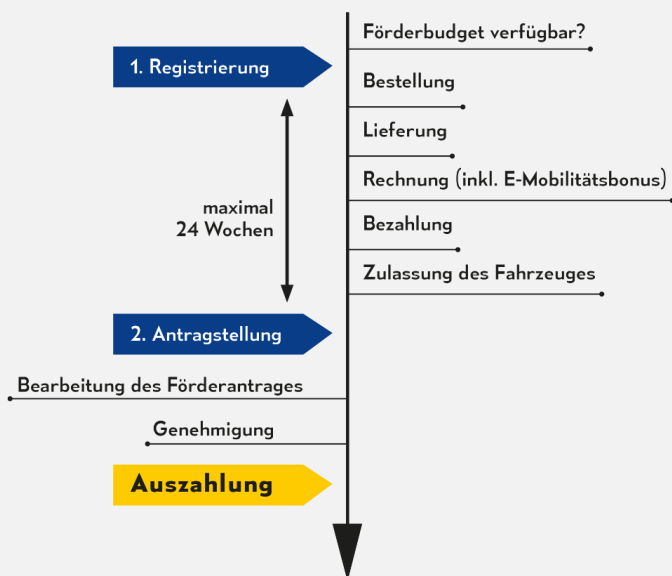 Förderbudget verfügbar?
1. Registrierung
Bestellung
Lieferung
Rechnung (inkl. E-Mobilitätsbonus)
maximal
24 Wochen
Bezahlung
Zulassung des Fahrzeuges
2. Antragstellung
Bearbeitung des Förderantrages
Genehmigung
Auszahlung